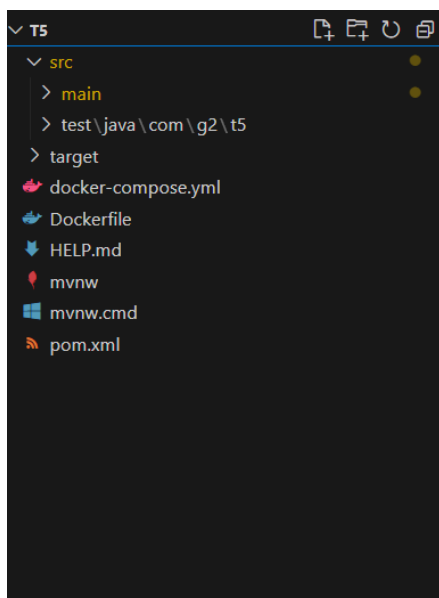 T5
src
main
test\java\com\g2\t5
target
docker-compose.yml
Dockerfile
HELP.md
mvnw
mvnw.cmd
pom.xml